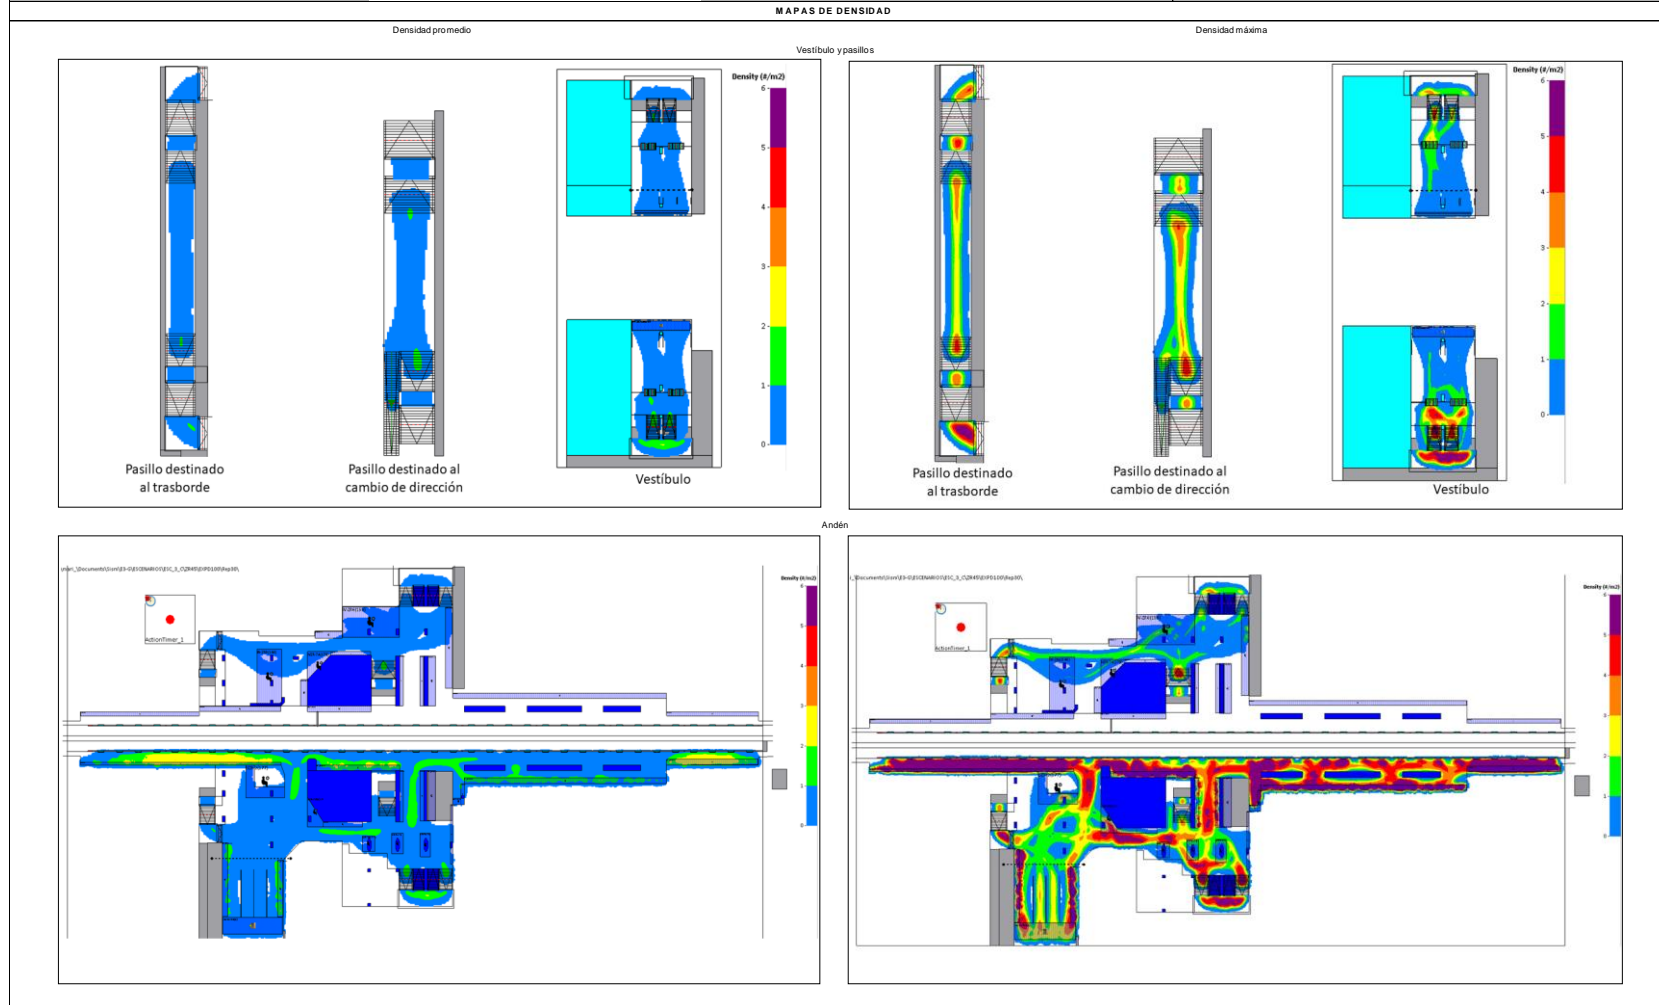 MAPAS DE DENSIDAD
Densidad promedio
Densidad máxima
Vestíbulo y pasillos
Density (#/m2)
6
5
4
3
2
1
0
Pasillo destinado
al trasborde
Pasillo destinado al
cambio de dirección
Vestíbulo
Density (#/m2)
6
5
4
3
2
1
0
Pasillo destinado
al trasborde
Pasillo destinado al
cambio de dirección
Vestíbulo
Andén
ActionTimer_1
Density (#/m2)
ActionTimer_1
Density (#/m2)